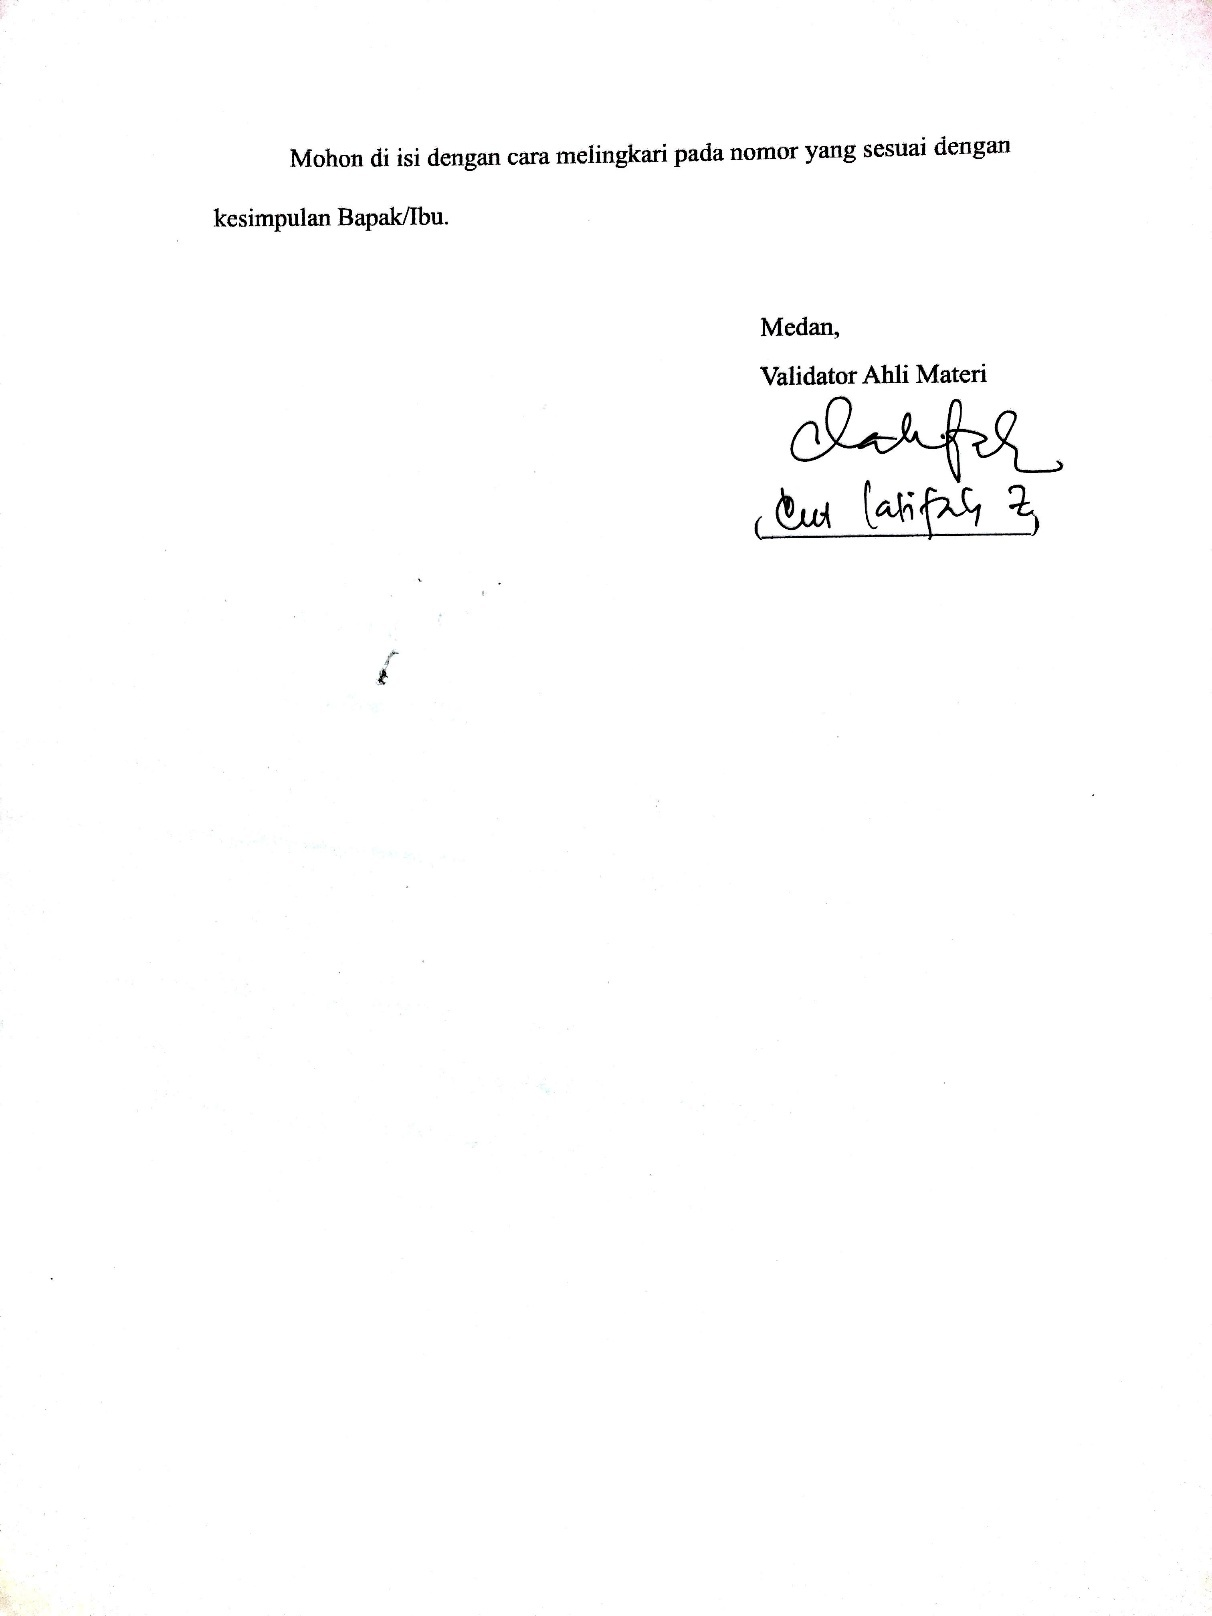 Mohon di isi dengan cara melingkari pada nomor yang sesuai dengan
kesimpulan Bapak/Ibu.
Medan,
Validator Ahli Materi
(Cut Latifah Z)